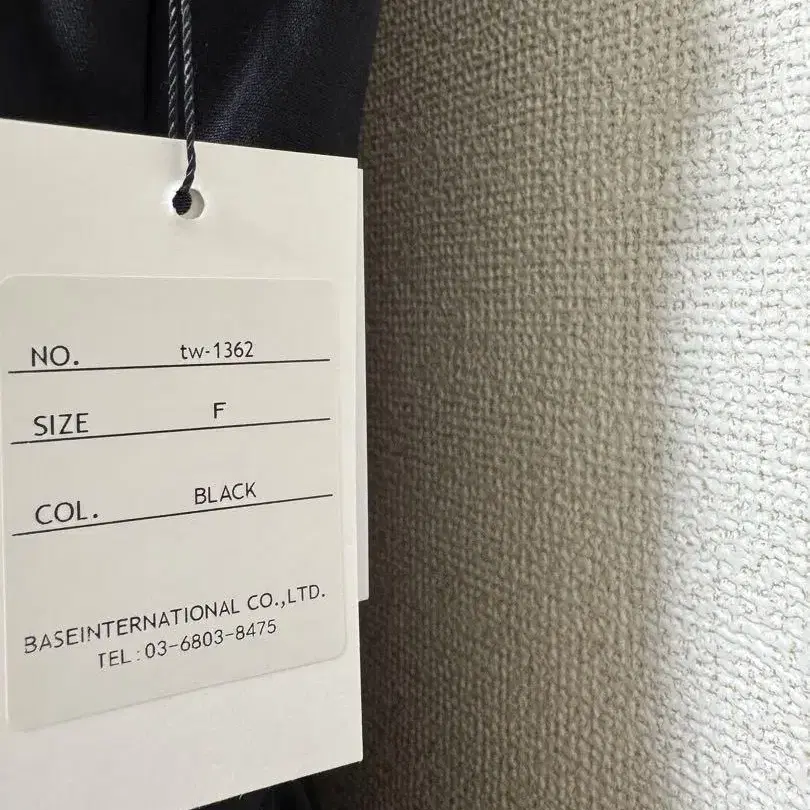 NO. tw-1362
SIZE F
COL. BLACK
BASEINTERNATIONAL CO.,LTD.
TEL:03-6803-8475